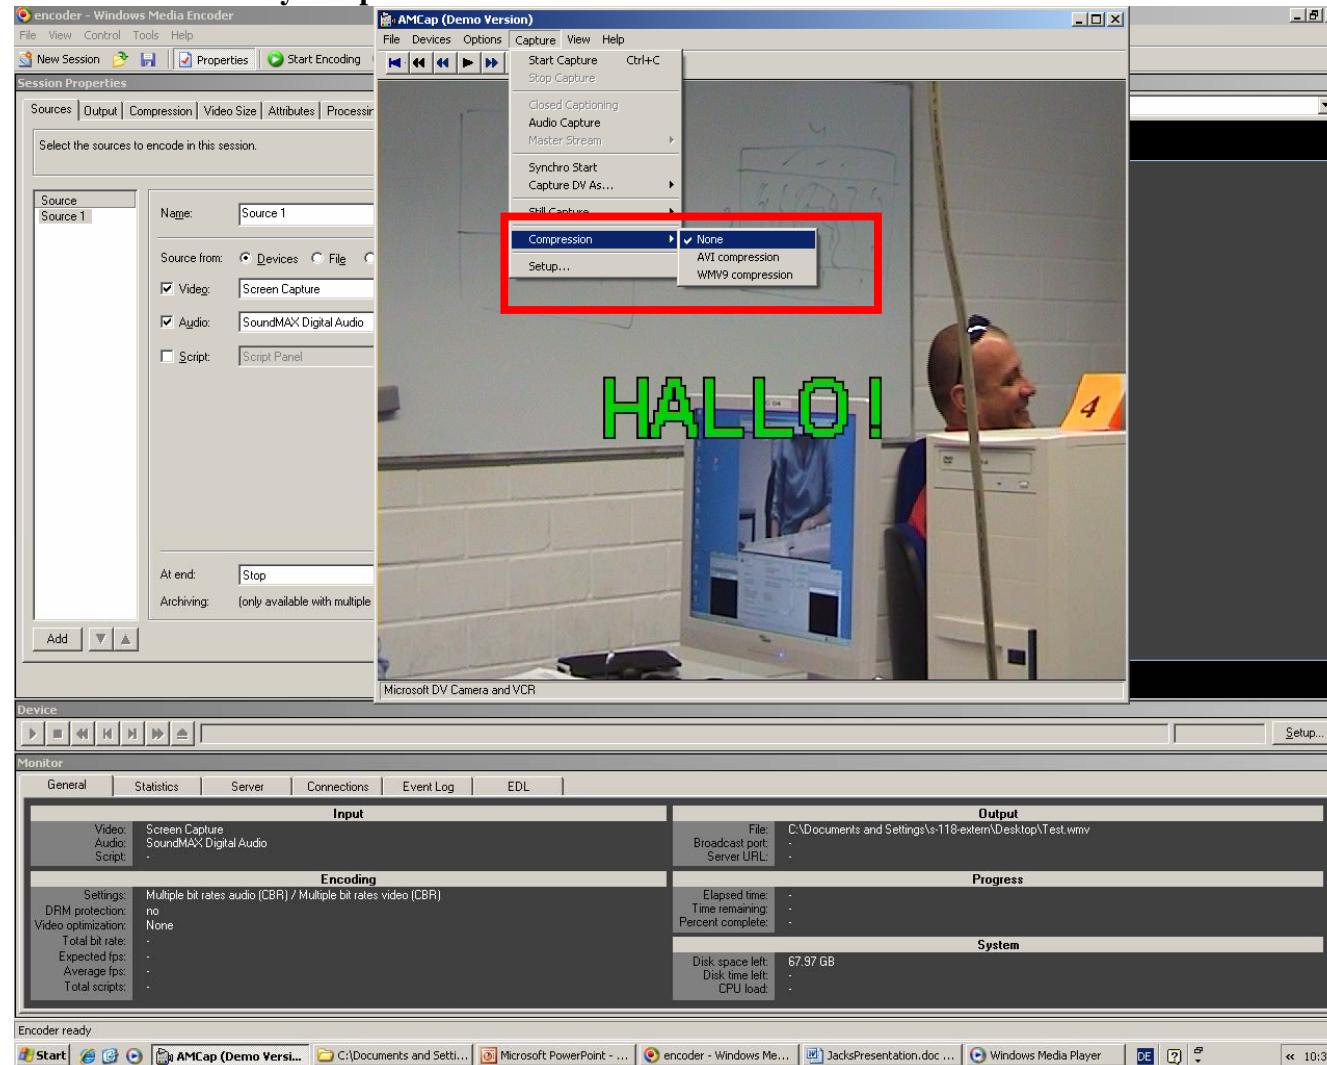 encoder - Windows Media Encoder
File View Control Tools Help
New Session Properties Start Encoding
Session Properties
Sources Output Compression Video Size Attributes
Select the sources to encode in this session.
Source
Source 1
Name: Source 1
Source from: Devices File
Video: Screen Capture
Audio: SoundMAX Digital Audio
Script: Script Panel
At end: Stop
Archiving: (only available with multiple
Add
AMCap (Demo Version)
File Devices Options Capture View Help
Start Capture Ctrl+C
Stop Capture
Closed Captioning
Audio Capture
Master Stream
Synchro Start
Capture DV As...
Still Capture
Compression
None
AVI compression
WMV9 compression
Setup...
HALLO!
4
Microsoft DV Camera and VCR
Device
Setup...
Monitor
General Statistics Server Connections Event Log EDL
Input
Video: Screen Capture
Audio: SoundMAX Digital Audio
Script: -
Encoding
Settings: Multiple bit rates audio (CBR) / Multiple bit rates video (CBR)
DRM protection: no
Video optimization: None
Total bit rate: -
Expected fps: -
Average fps: -
Total scripts: -
Output
File: C:\Documents and Settings\s-118-extern\Desktop\Test.wmv
Broadcast port: -
Server URL: -
Progress
Elapsed time: -
Time remaining: -
Percent complete: -
System
Disk space left: 67.97 GB
Disk time left: -
CPU load: -
Encoder ready
Start AMCap (Demo Versi... C:\Documents and Setti... Microsoft PowerPoint - ... encoder - Windows Me... JacksPresentation.doc ... Windows Media Player DE « 10:3